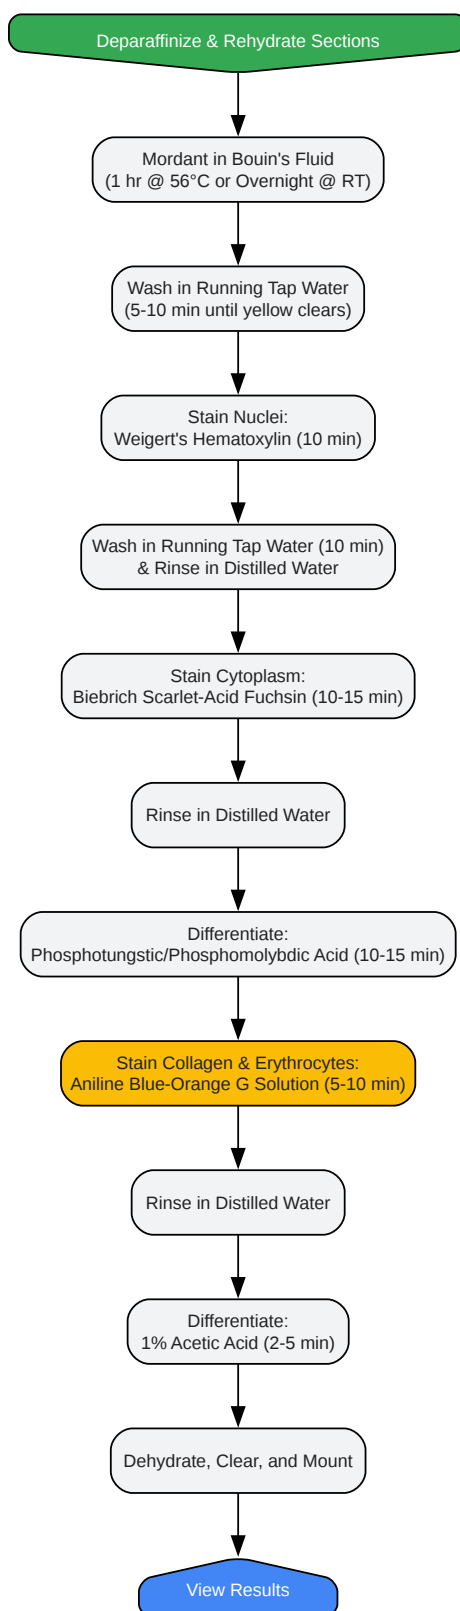 Deparaffinize & Rehydrate Sections
Mordant in Bouin's Fluid
(1 hr @ 56°C or Overnight @ RT)
Wash in Running Tap Water
(5-10 min until yellow clears)
Stain Nuclei:
Weigert's Hematoxylin (10 min)
Wash in Running Tap Water (10 min)
& Rinse in Distilled Water
Stain Cytoplasm:
Biebrich Scarlet-Acid Fuchsin (10-15 min)
Rinse in Distilled Water
Differentiate:
Phosphotungstic/Phosphomolybdic Acid (10-15 min)
Stain Collagen & Erythrocytes:
Aniline Blue-Orange G Solution (5-10 min)
Rinse in Distilled Water
Differentiate:
1% Acetic Acid (2-5 min)
Dehydrate, Clear, and Mount
View Results